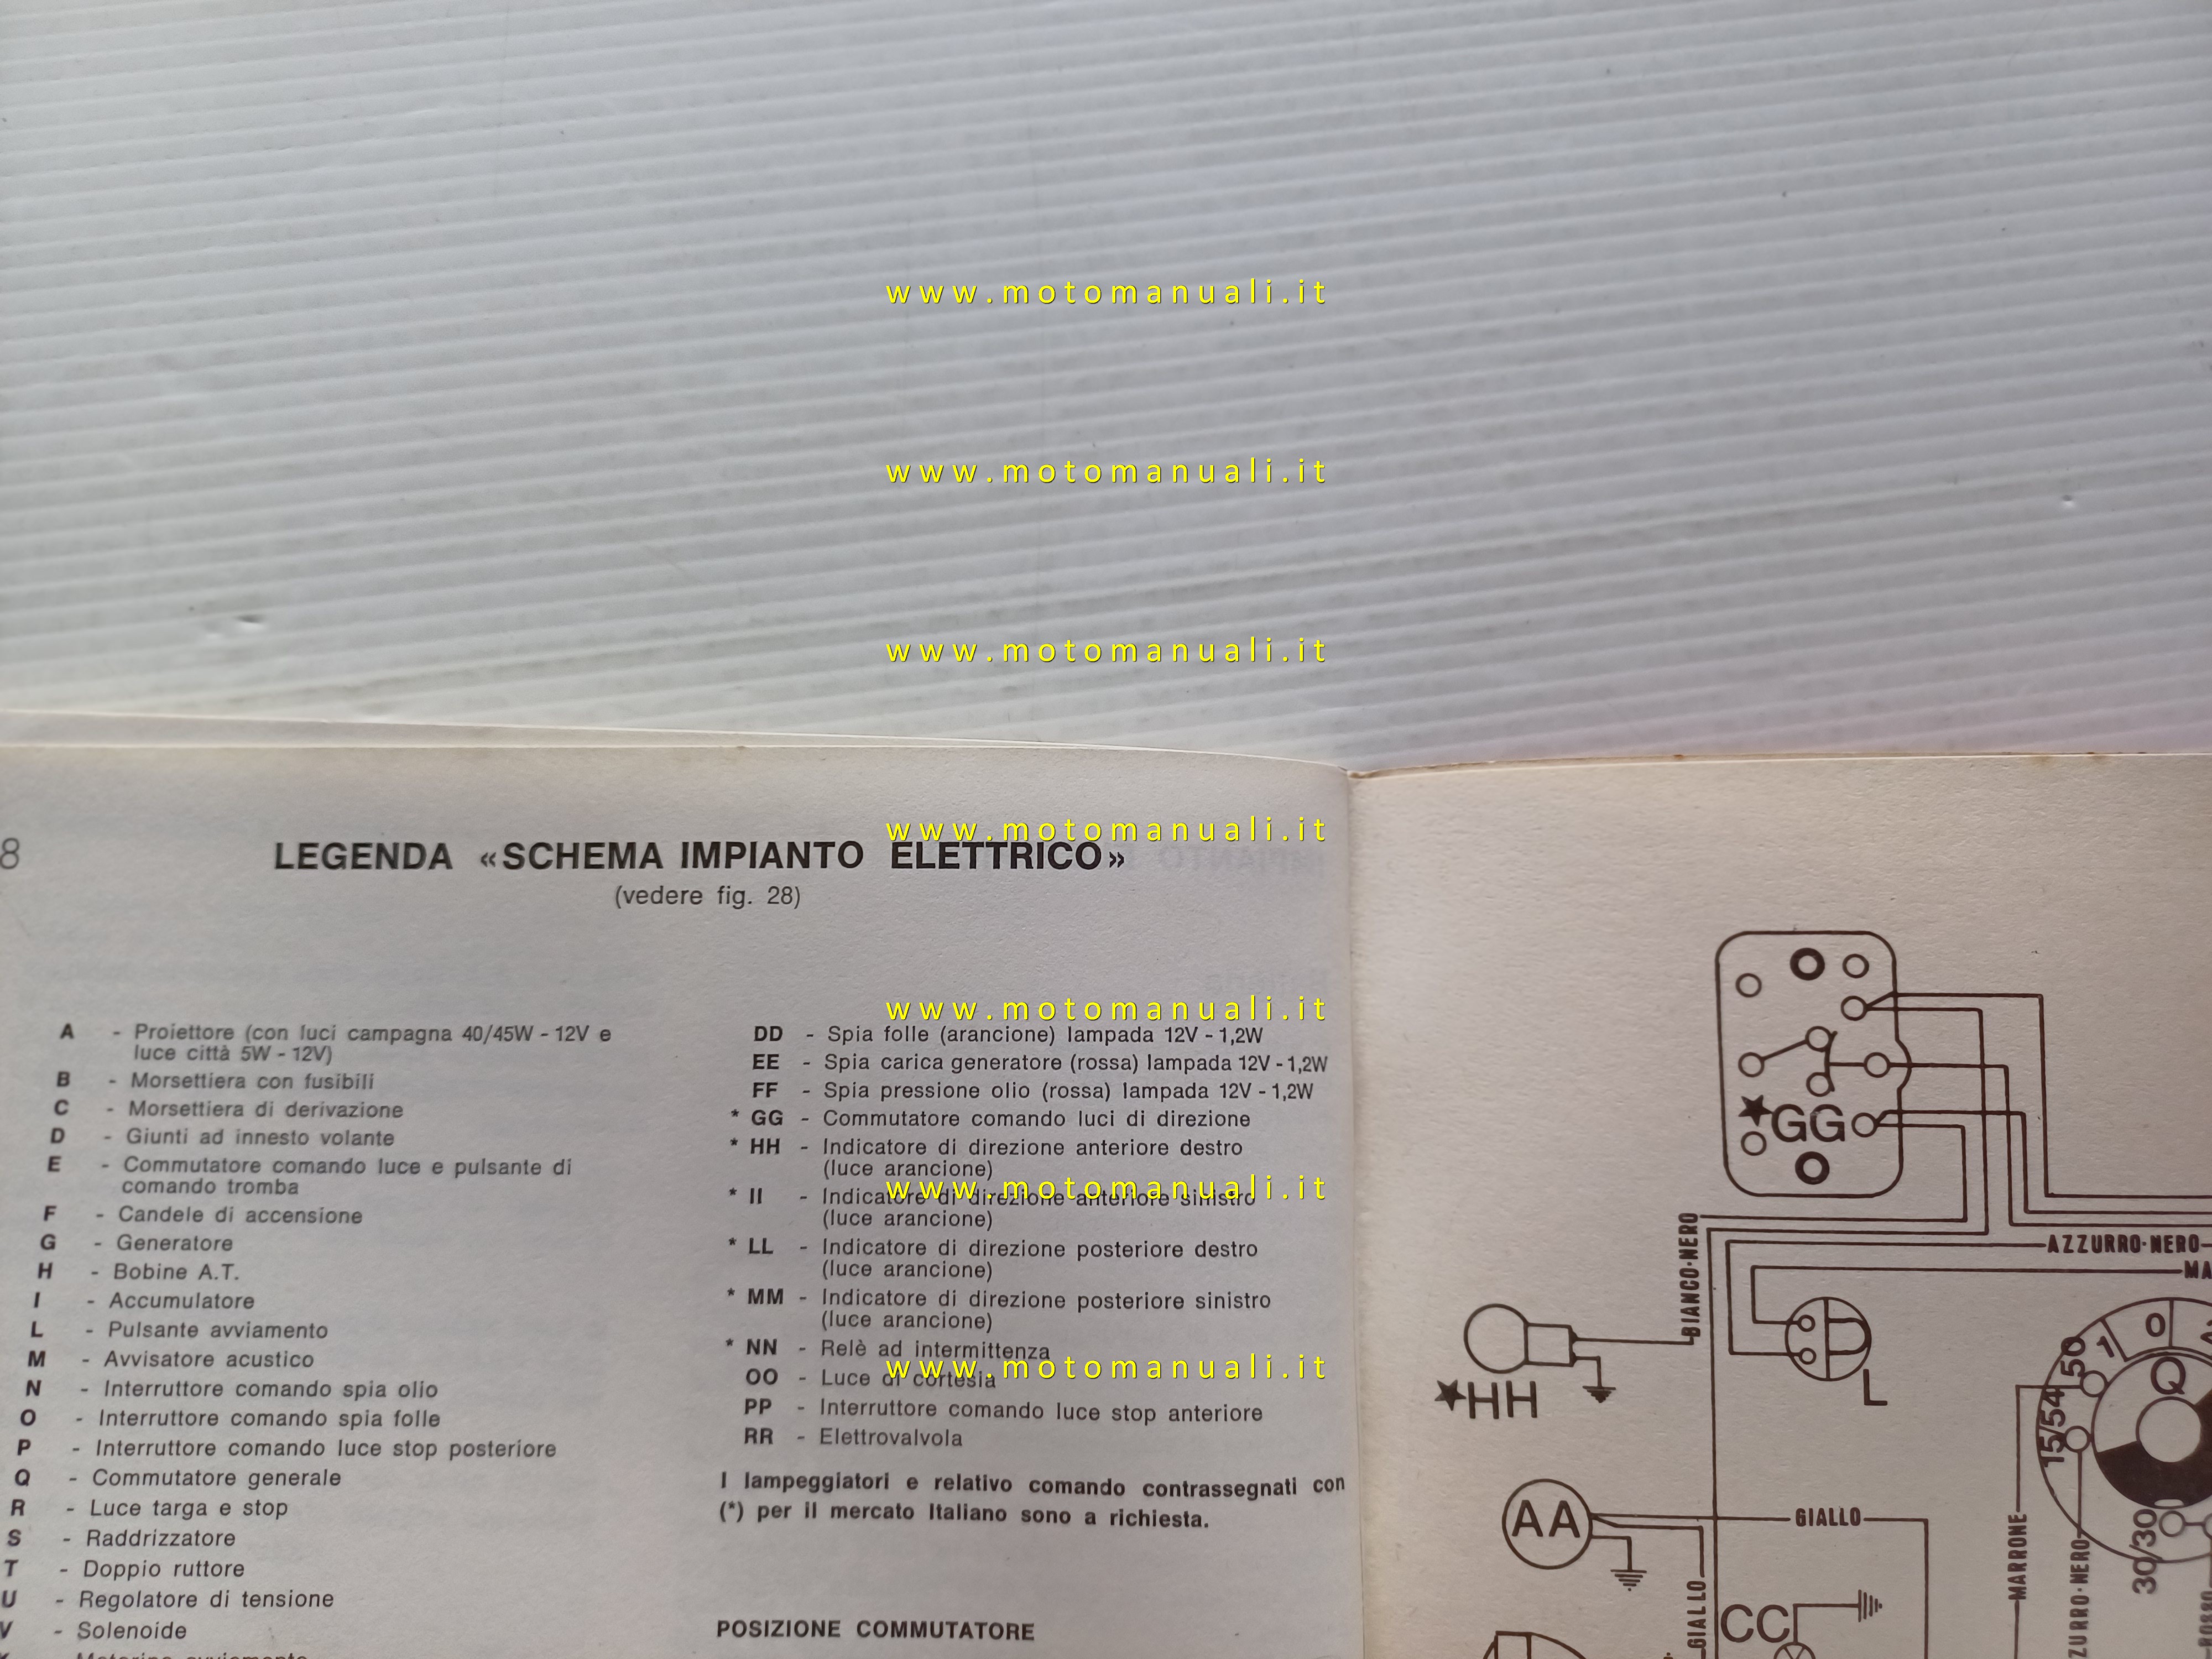 www.motomanuali.it
www.motomanuali.it
www.motomanuali.it
www.motomanuali.it
8
LEGENDA «SCHEMA IMPIANTO ELETTRICO»
(vedere fig. 28)
www.motomanuali.it
A - Proiettore (con luci campagna 40/45W - 12V e
luce città 5W - 12V)
B - Morsettiera con fusibili
C - Morsettiera di derivazione
D - Giunti ad innesto volante
E - Commutatore comando luce e pulsante di
comando tromba
F - Candele di accensione
G - Generatore
H - Bobine A.T.
I - Accumulatore
L - Pulsante avviamento
M - Avvisatore acustico
N - Interruttore comando spia olio
O - Interruttore comando spia folle
P - Interruttore comando luce stop posteriore
Q - Commutatore generale
R - Luce targa e stop
S - Raddrizzatore
T - Doppio ruttore
U - Regolatore di tensione
V - Solenoide
DD - Spia folle (arancione) lampada 12V - 1,2W
EE - Spia carica generatore (rossa) lampada 12V - 1,2W
FF - Spia pressione olio (rossa) lampada 12V - 1,2W
* GG - Commutatore comando luci di direzione
* HH - Indicatore di direzione anteriore destro
(luce arancione)
* II - Indicatore di direzione anteriore sinistro
www.motomanuali.it
(luce arancione)
* LL - Indicatore di direzione posteriore destro
(luce arancione)
* MM - Indicatore di direzione posteriore sinistro
(luce arancione)
* NN - Relè ad intermittenza
www.motomanuali.it
OO - Luce di cortesia
PP - Interruttore comando luce stop anteriore
RR - Elettrovalvola
I lampeggiatori e relativo comando contrassegnati con
(*) per il mercato Italiano sono a richiesta.
POSIZIONE COMMUTATORE
★GG
BIANCO·NERO
AZZURRO·NERO
MA
★HH
L
50
1
0
Q
15/54
30/30
AA
GIALLO
MARRONE
GIALLO
CC